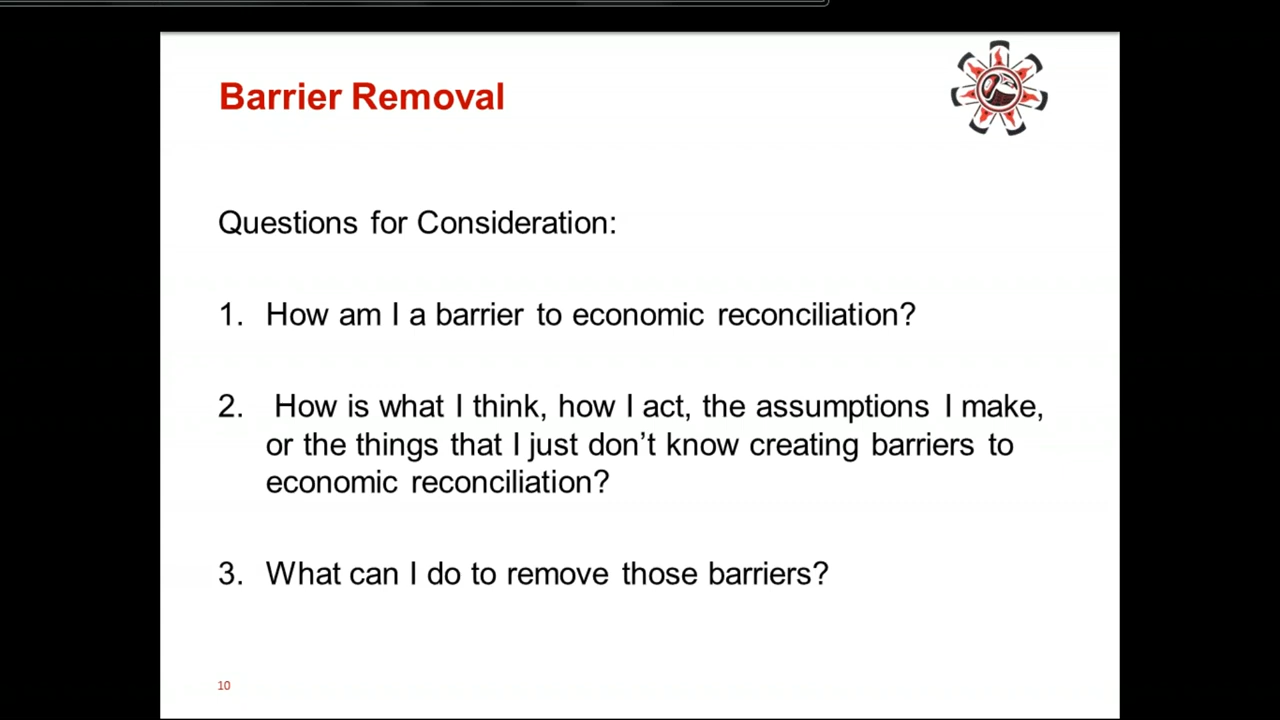 Barrier Removal
Questions for Consideration:
1. How am I a barrier to economic reconciliation?
2. How is what I think, how I act, the assumptions I make,
or the things that I just don’t know creating barriers to
economic reconciliation?
3. What can I do to remove those barriers?
10